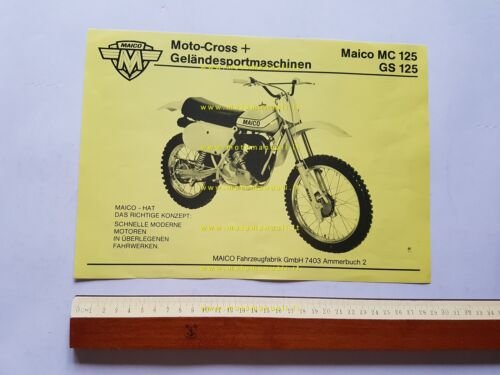 MAICO
M
Moto-Cross +
Geländesportmaschinen
Maico MC 125
GS 125
MAICO
MAICO - HAT
DAS RICHTIGE KONZEPT:
SCHNELLE MODERNE
MOTOREN
IN ÜBERLEGENEN
FAHRWERKEN.
MAICO Fahrzeugfabrik GmbH 7403 Ammerbuch 2